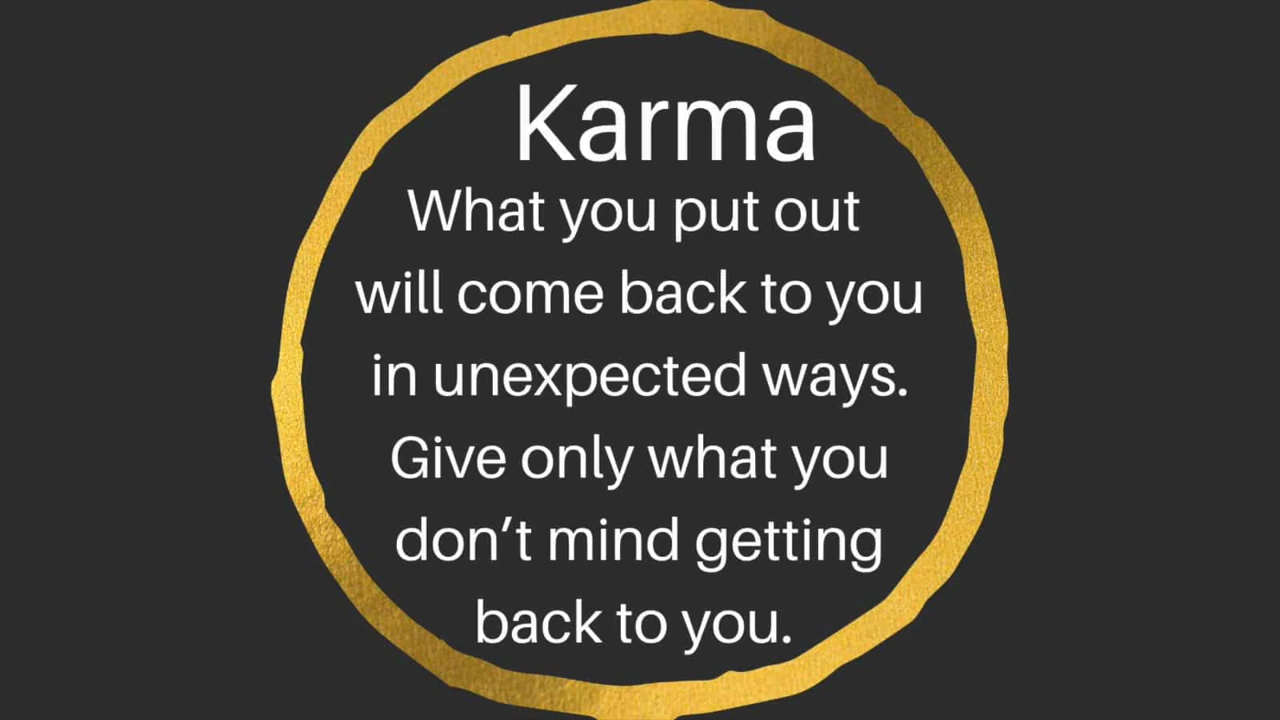 Karma
What you put out
will come back to you
in unexpected ways.
Give only what you
don’t mind getting
back to you.